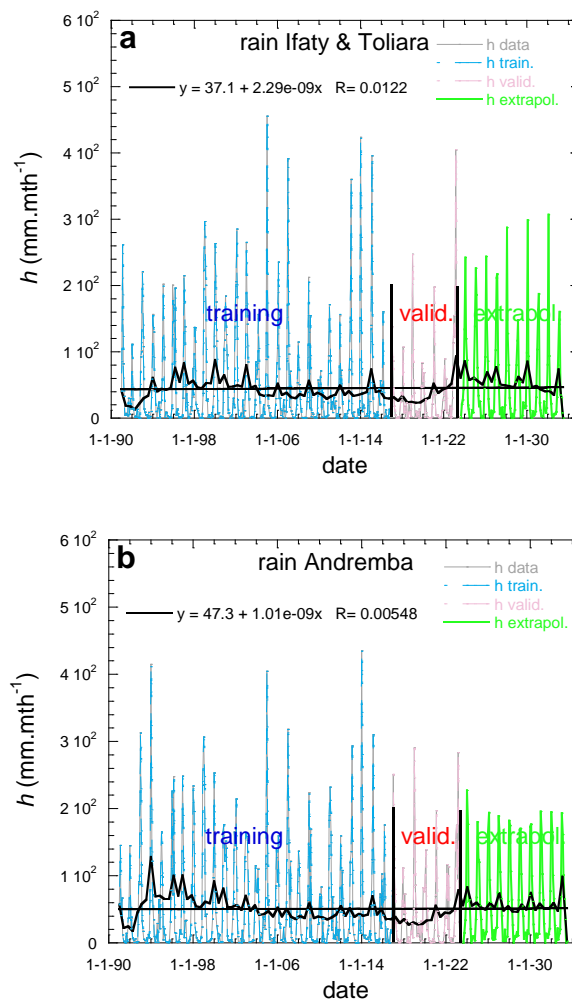 a
rain Ifaty & Toliara
h data
h train.
h valid.
h extrapol.
y = 37.1 + 2.29e-09x R= 0.0122
6 10²
5 10²
4 10²
3 10²
2 10²
1 10²
0
h (mm.mth⁻¹)
training
valid.
extrapol.
1-1-90
1-1-98
1-1-06
1-1-14
1-1-22
1-1-30
date
b
rain Andremba
h data
h train.
h valid.
h extrapol.
y = 47.3 + 1.01e-09x R= 0.00548
6 10²
5 10²
4 10²
3 10²
2 10²
1 10²
0
h (mm.mth⁻¹)
training
valid.
extrapol.
1-1-90
1-1-98
1-1-06
1-1-14
1-1-22
1-1-30
date